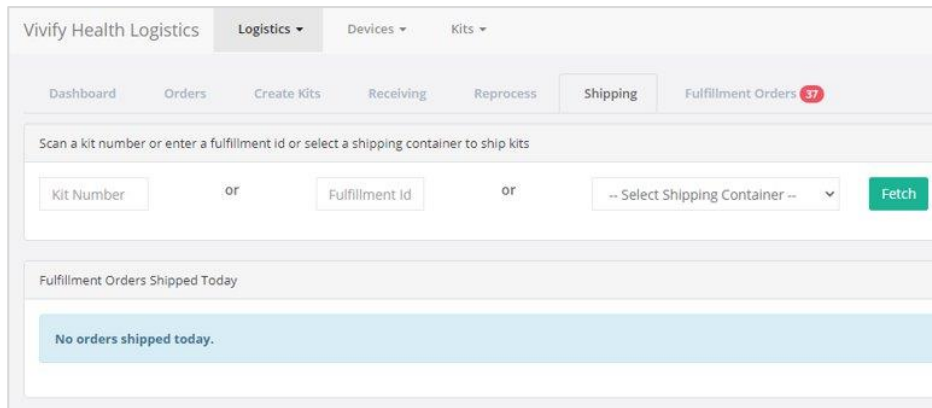 Vivify Health Logistics Logistics Devices Kits
Dashboard Orders Create Kits Receiving Reprocess Shipping Fulfillment Orders 37
Scan a kit number or enter a fulfillment id or select a shipping container to ship kits
Kit Number or Fulfillment Id or -- Select Shipping Container -- Fetch
Fulfillment Orders Shipped Today
No orders shipped today.